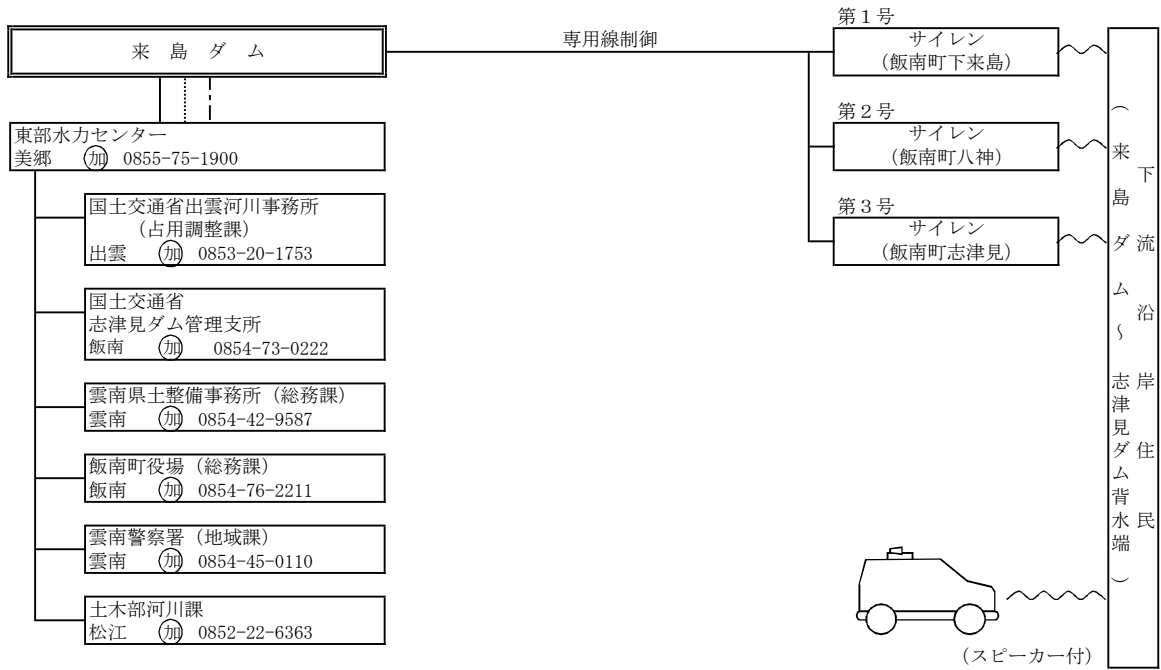 来島ダム
専用線制御
第１号
サイレン
(飯南町下来島)
第２号
サイレン
(飯南町八神)
第３号
サイレン
(飯南町志津見)
東部水力センター
美郷 加 0855-75-1900
国土交通省出雲河川事務所
(占用調整課)
出雲 加 0853-20-1753
国土交通省
志津見ダム管理支所
飯南 加 0854-73-0222
雲南県土整備事務所（総務課）
雲南 加 0854-42-9587
飯南町役場（総務課）
飯南 加 0854-76-2211
雲南警察署（地域課）
雲南 加 0854-45-0110
土木部河川課
松江 加 0852-22-6363
下流沿岸住民
（来島ダム～志津見ダム背水端）
(スピーカー付)